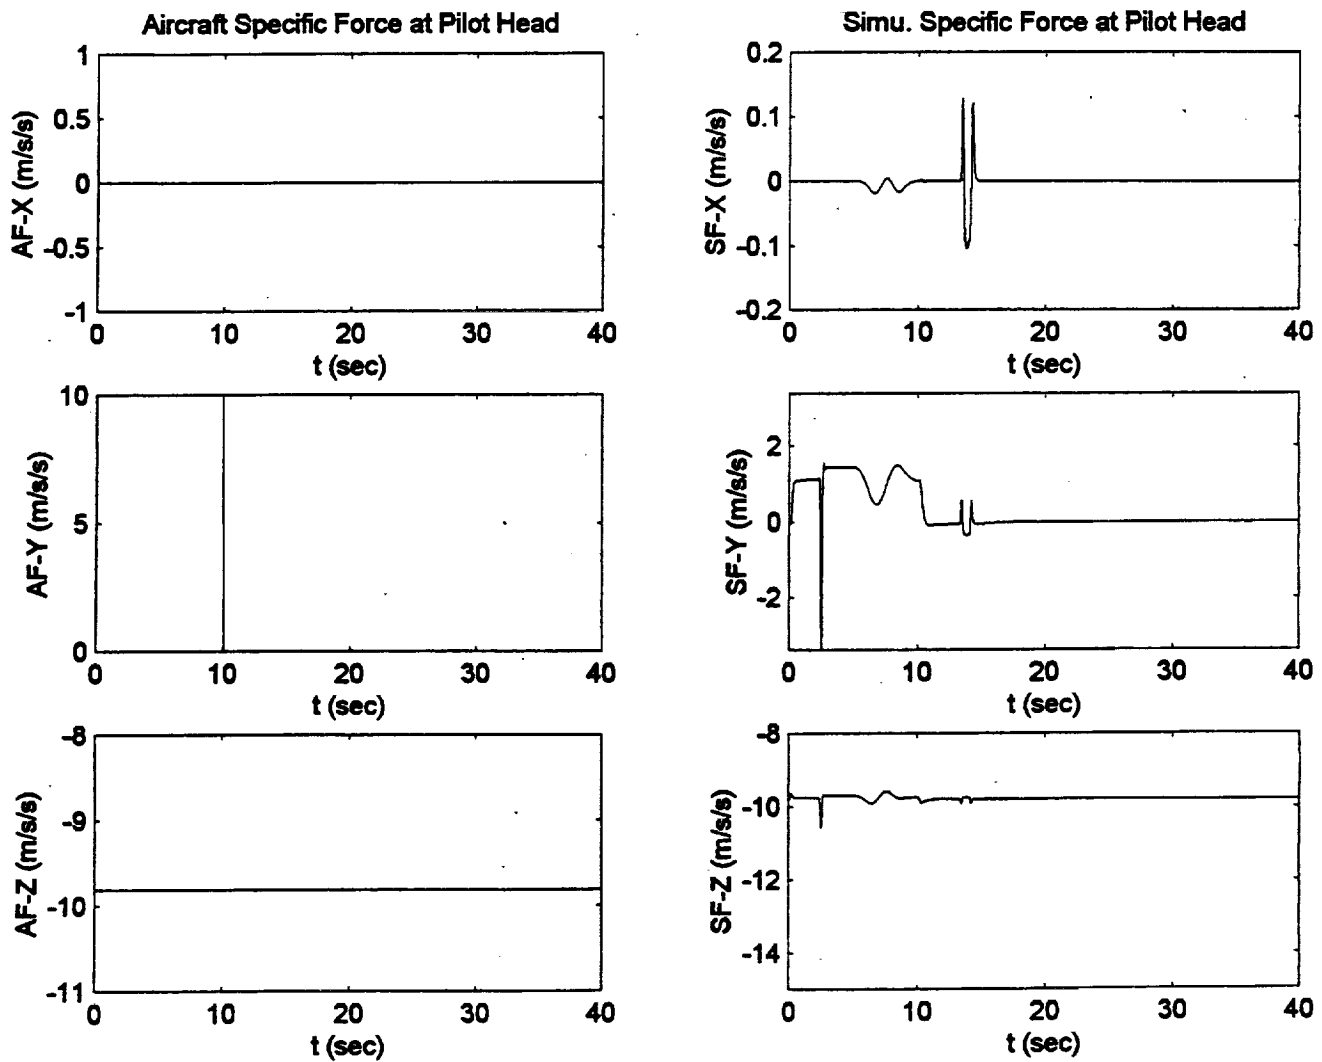 Aircraft Specific Force at Pilot Head
1
0.5
0
-0.5
-1
AF-X (m/s/s)
0 10 20 30 40
t (sec)
Simu. Specific Force at Pilot Head
0.2
0.1
0
-0.1
-0.2
SF-X (m/s/s)
0 10 20 30 40
t (sec)
10
5
0
AF-Y (m/s/s)
0 10 20 30 40
t (sec)
2
0
-2
SF-Y (m/s/s)
0 10 20 30 40
t (sec)
-8
-9
-10
-11
AF-Z (m/s/s)
0 10 20 30 40
t (sec)
-8
-10
-12
-14
SF-Z (m/s/s)
0 10 20 30 40
t (sec)